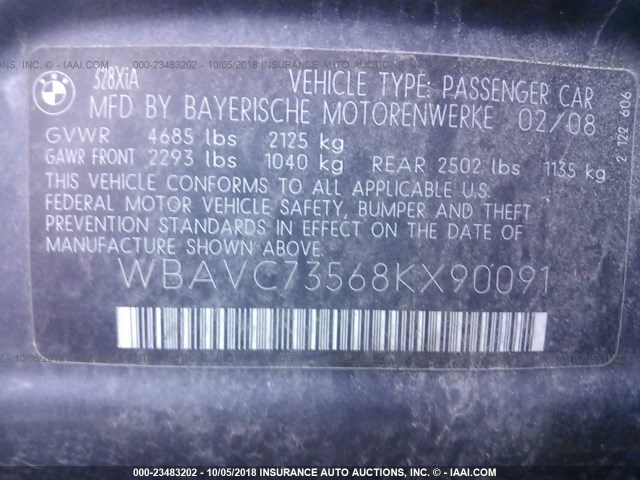 000-23483202 - 10/05/2018 INSURANCE AUTO AUCTIONS, INC. - © IAAI.COM
528XiA VEHICLE TYPE: PASSENGER CAR
MFD BY BAYERISCHE MOTORENWERKE 02/08
GVWR 4685 lbs 2125 kg
GAWR FRONT 2293 lbs 1040 kg REAR 2502 lbs 1135 kg
THIS VEHICLE CONFORMS TO ALL APPLICABLE U.S.
FEDERAL MOTOR VEHICLE SAFETY, BUMPER AND THEFT
PREVENTION STANDARDS IN EFFECT ON THE DATE OF
MANUFACTURE SHOWN ABOVE.
WBAVC73568KX90091
2 122 606
000-23483202 - 10/05/2018 INSURANCE AUTO AUCTIONS, INC. - © IAAI.COM